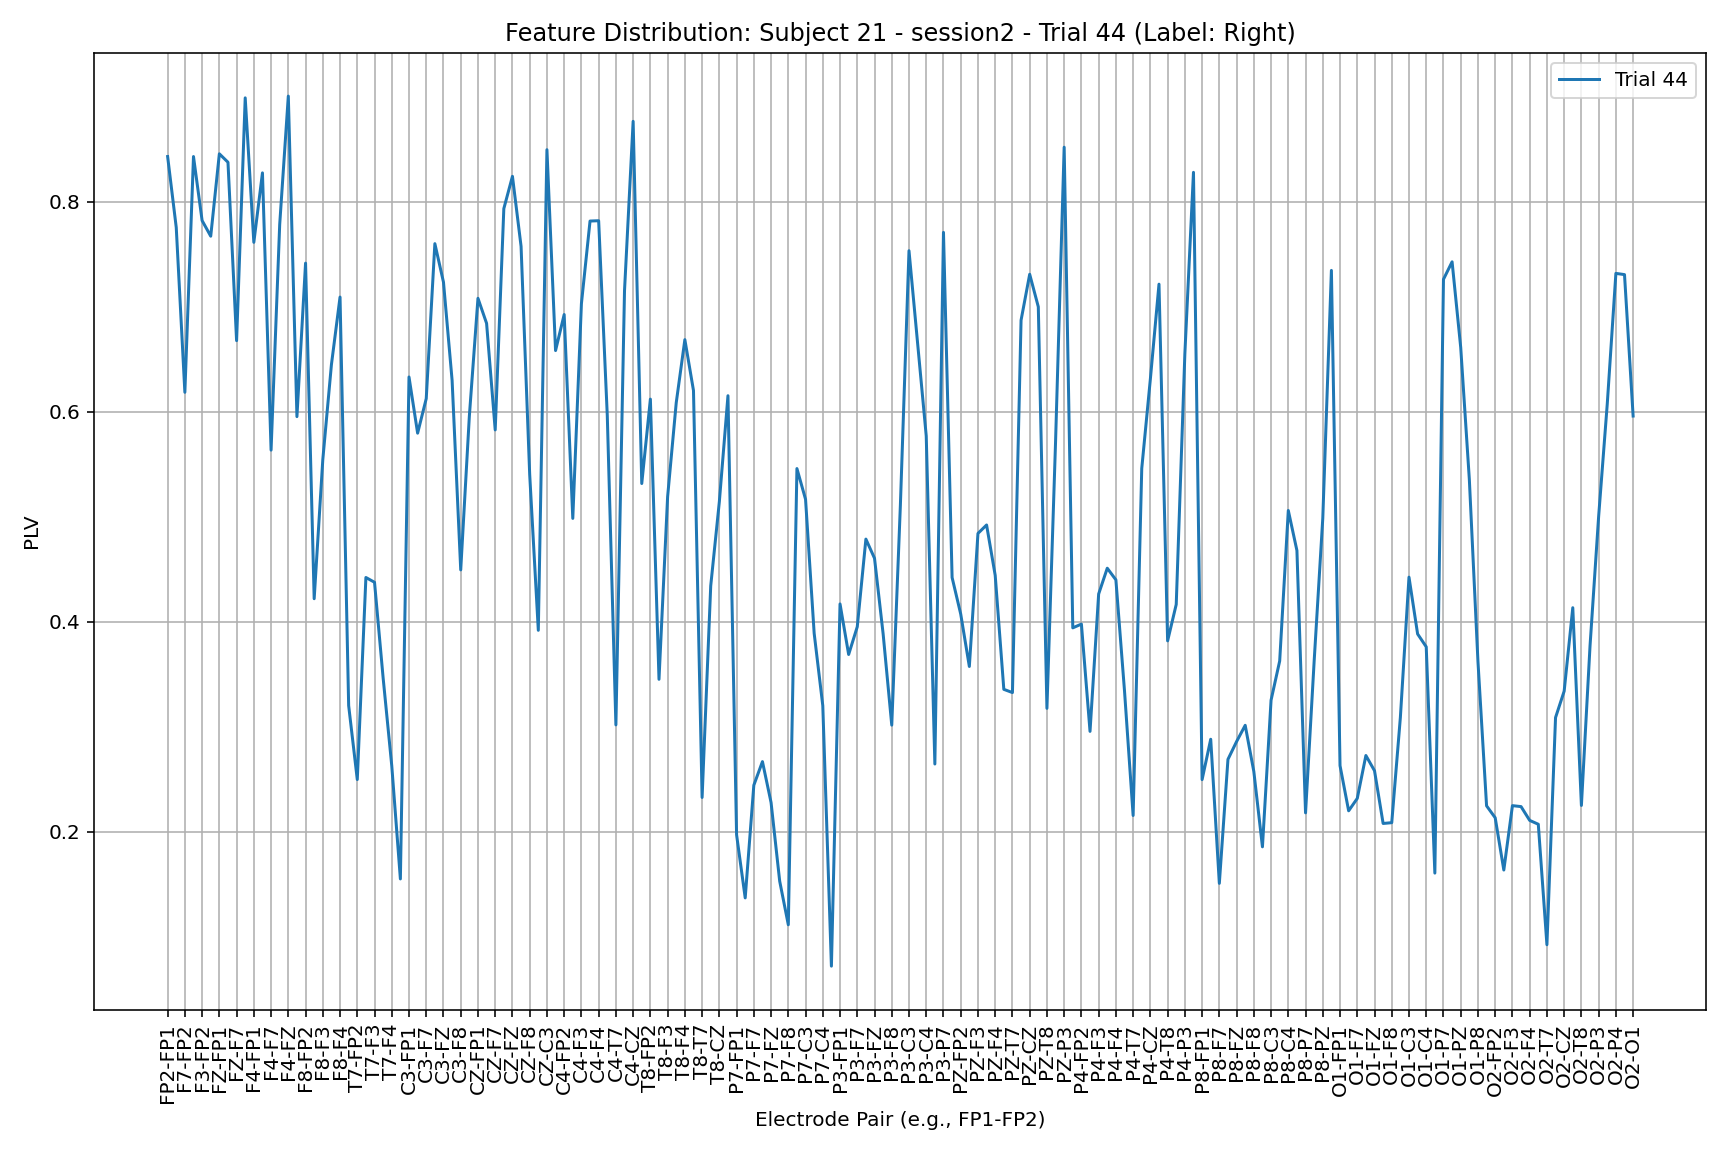 Feature Distribution: Subject 21 - session2 - Trial 44 (Label: Right)
Trial 44
PLV
0.8
0.6
0.4
0.2
FP2-FP1
F7-FP2
F3-FP2
FZ-FP1
FZ-F7
F4-FP1
F4-F7
F4-FZ
F8-FP2
F8-F3
F8-F4
T7-FP2
T7-F3
T7-F4
C3-FP1
C3-F7
C3-FZ
C3-F8
CZ-FP1
CZ-F7
CZ-FZ
CZ-F8
CZ-C3
C4-FP2
C4-F3
C4-F4
C4-T7
C4-CZ
T8-FP2
T8-F3
T8-F4
T8-T7
T8-CZ
P7-FP1
P7-F7
P7-FZ
P7-F8
P7-C3
P7-C4
P3-FP1
P3-F7
P3-FZ
P3-F8
P3-C3
P3-C4
P3-P7
PZ-FP2
PZ-F3
PZ-F4
PZ-T7
PZ-CZ
PZ-T8
PZ-P3
P4-FP2
P4-F3
P4-F4
P4-T7
P4-CZ
P4-T8
P4-P3
P8-FP1
P8-F7
P8-FZ
P8-F8
P8-C3
P8-C4
P8-P7
P8-PZ
O1-FP1
O1-F7
O1-FZ
O1-F8
O1-C3
O1-C4
O1-P7
O1-PZ
O1-P8
O2-FP2
O2-F3
O2-F4
O2-T7
O2-CZ
O2-T8
O2-P3
O2-P4
O2-O1
Electrode Pair (e.g., FP1-FP2)